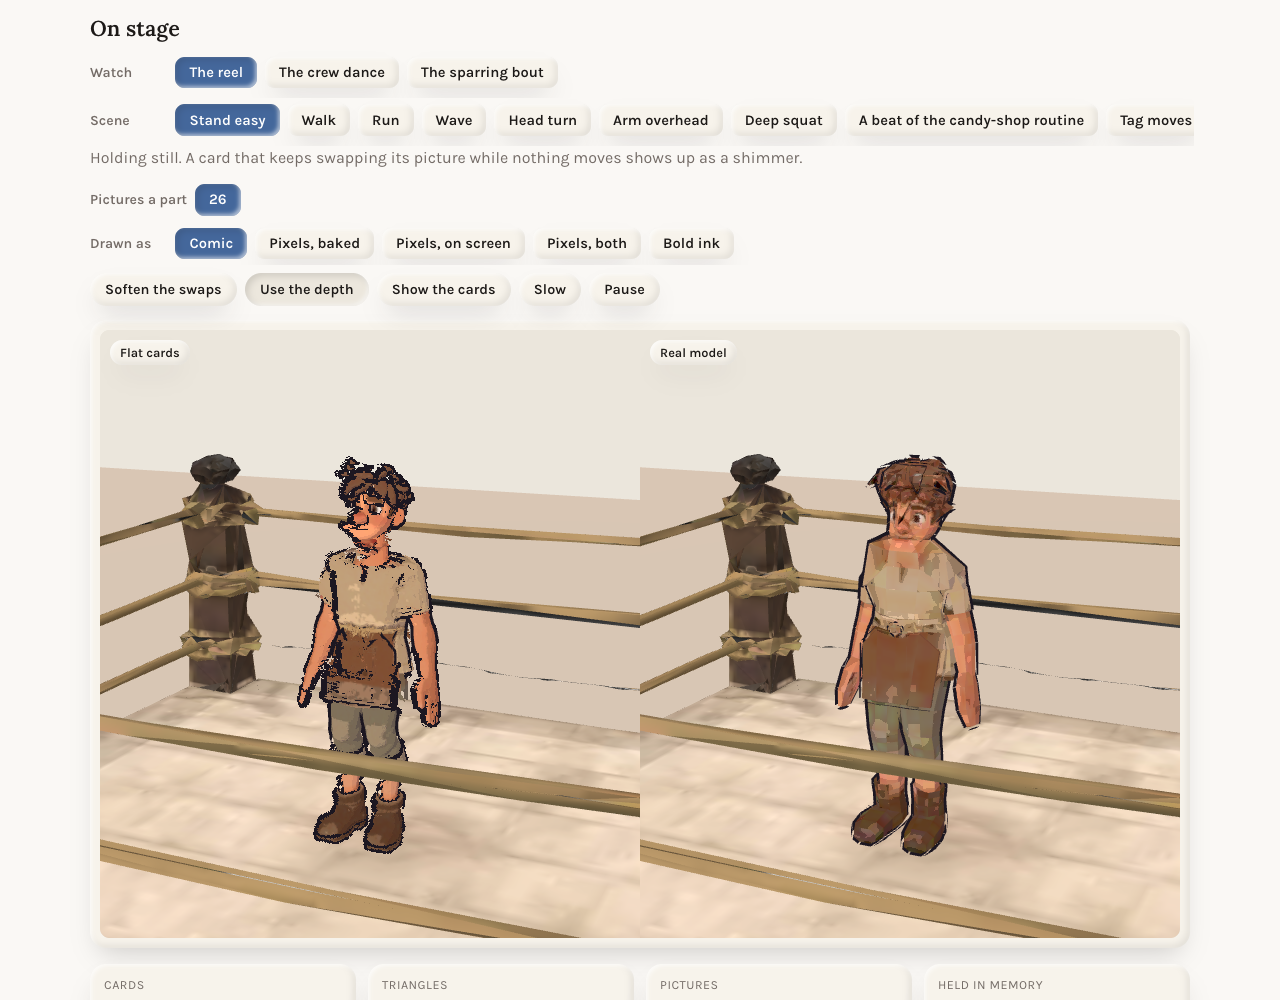 On stage
Watch The reel The crew dance The sparring bout
Scene Stand easy Walk Run Wave Head turn Arm overhead Deep squat A beat of the candy-shop routine Tag moves
Holding still. A card that keeps swapping its picture while nothing moves shows up as a shimmer.
Pictures a part 26
Drawn as Comic Pixels, baked Pixels, on screen Pixels, both Bold ink
Soften the swaps Use the depth Show the cards Slow Pause
Flat cards Real model
CARDS TRIANGLES PICTURES HELD IN MEMORY